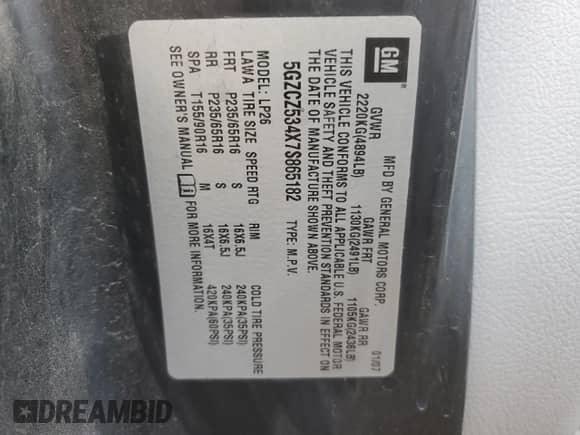 GM
MFD BY GENERAL MOTORS CORP. 01/07
GVWR GAWR FRT GAWR RR
2220KG(4894LB) 1130KG(2491LB) 1105KG(2436LB)
THIS VEHICLE CONFORMS TO ALL APPLICABLE U.S. FEDERAL MOTOR
VEHICLE SAFETY AND THEFT PREVENTION STANDARDS IN EFFECT ON
THE DATE OF MANUFACTURE SHOWN ABOVE.
5GZCZ534X7S865182 TYPE: M.P.V.
MODEL: LP26
LAWA TIRE SIZE SPEED RTG RIM COLD TIRE PRESSURE
FRT P235/65R16 S 16X6.5J 240KPA(35PSI)
RR P235/65R16 S 16X6.5J 240KPA(35PSI)
SPA T155/90R16 M 16X4T 420KPA(60PSI)
SEE OWNER'S MANUAL FOR MORE INFORMATION.
DREAMBID